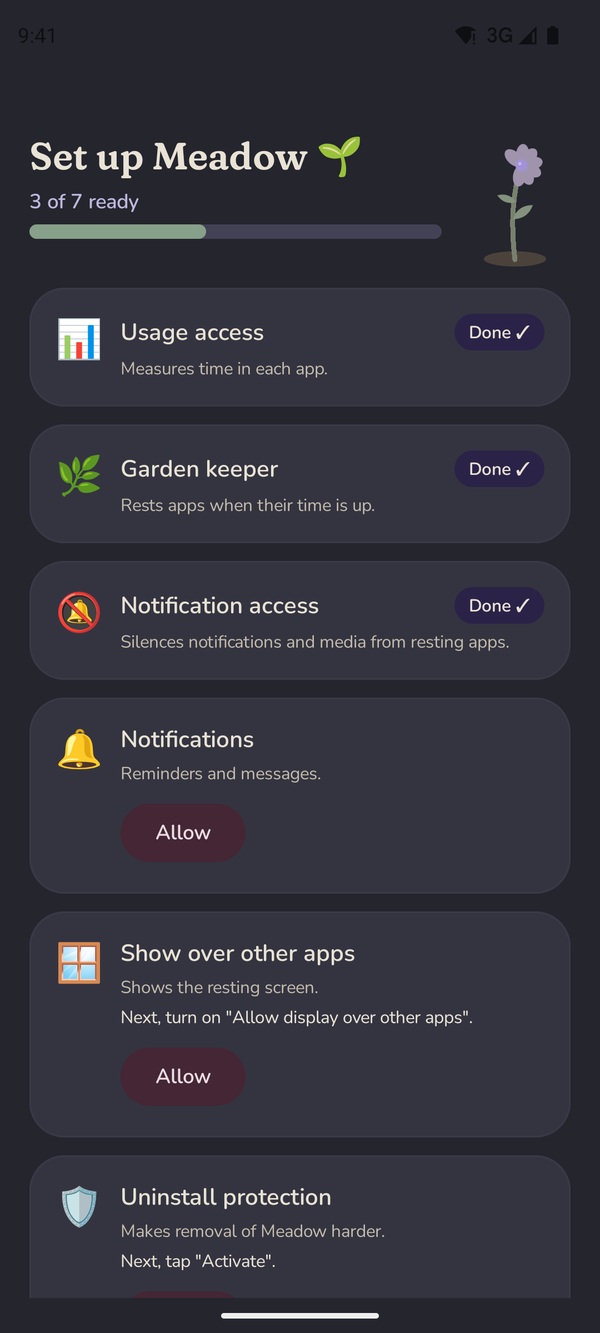 9:41
3G
Set up Meadow 🌱
3 of 7 ready
Usage access
Done ✓
Measures time in each app.
Garden keeper
Done ✓
Rests apps when their time is up.
Notification access
Done ✓
Silences notifications and media from resting apps.
Notifications
Reminders and messages.
Allow
Show over other apps
Shows the resting screen.
Next, turn on "Allow display over other apps".
Allow
Uninstall protection
Makes removal of Meadow harder.
Next, tap "Activate".